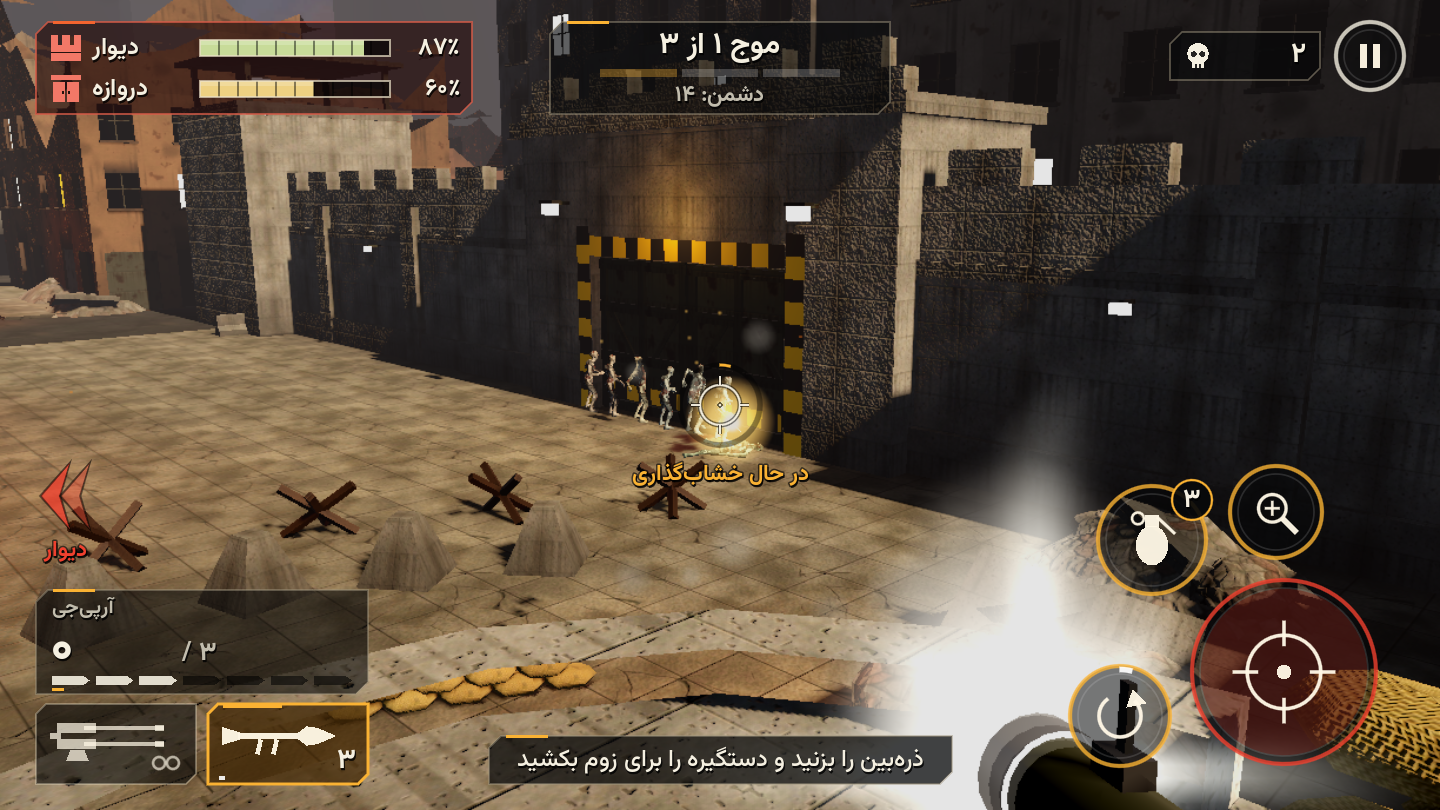 دیوار ۸۷٪
دروازه ۶۰٪
موج ۱ از ۳
دشمن: ۱۴
۲
در حال خشاب‌گذاری
دیوار
۳
آرپی‌جی
۰ / ۳
∞
۳
ذره‌بین را بزنید و دستگیره را برای زوم بکشید